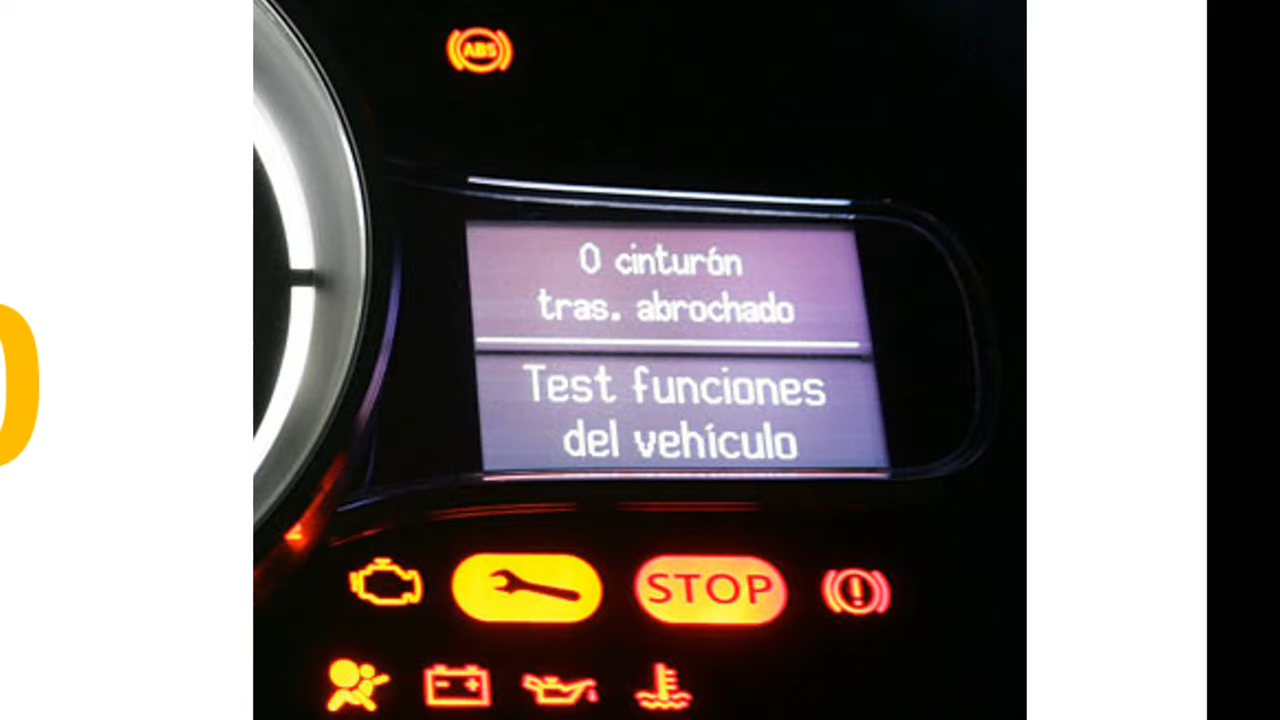 ABS
0 cinturón
tras. abrochado
Test funciones
del vehículo
STOP